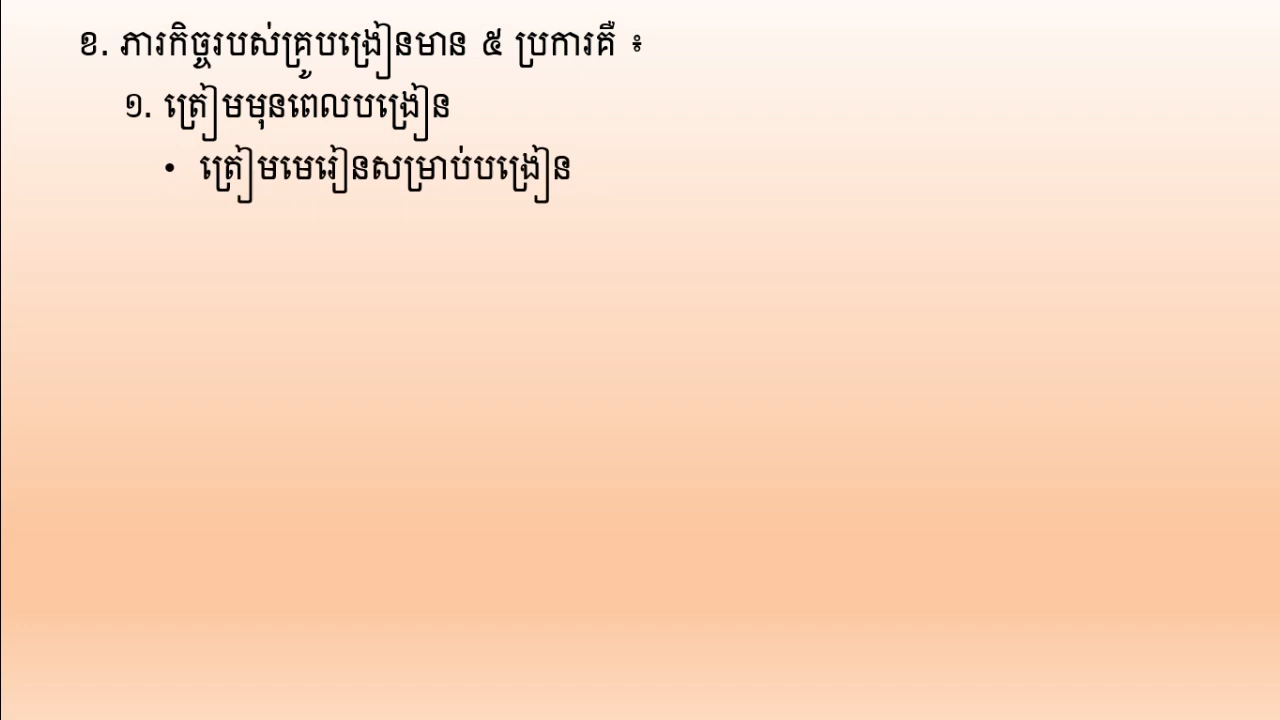 ខ. ភារកិច្ចរបស់គ្រូបង្រៀនមាន ៥ ប្រការគឺ ៖
១. ត្រៀមមុនពេលបង្រៀន
• ត្រៀមមេរៀនសម្រាប់បង្រៀន